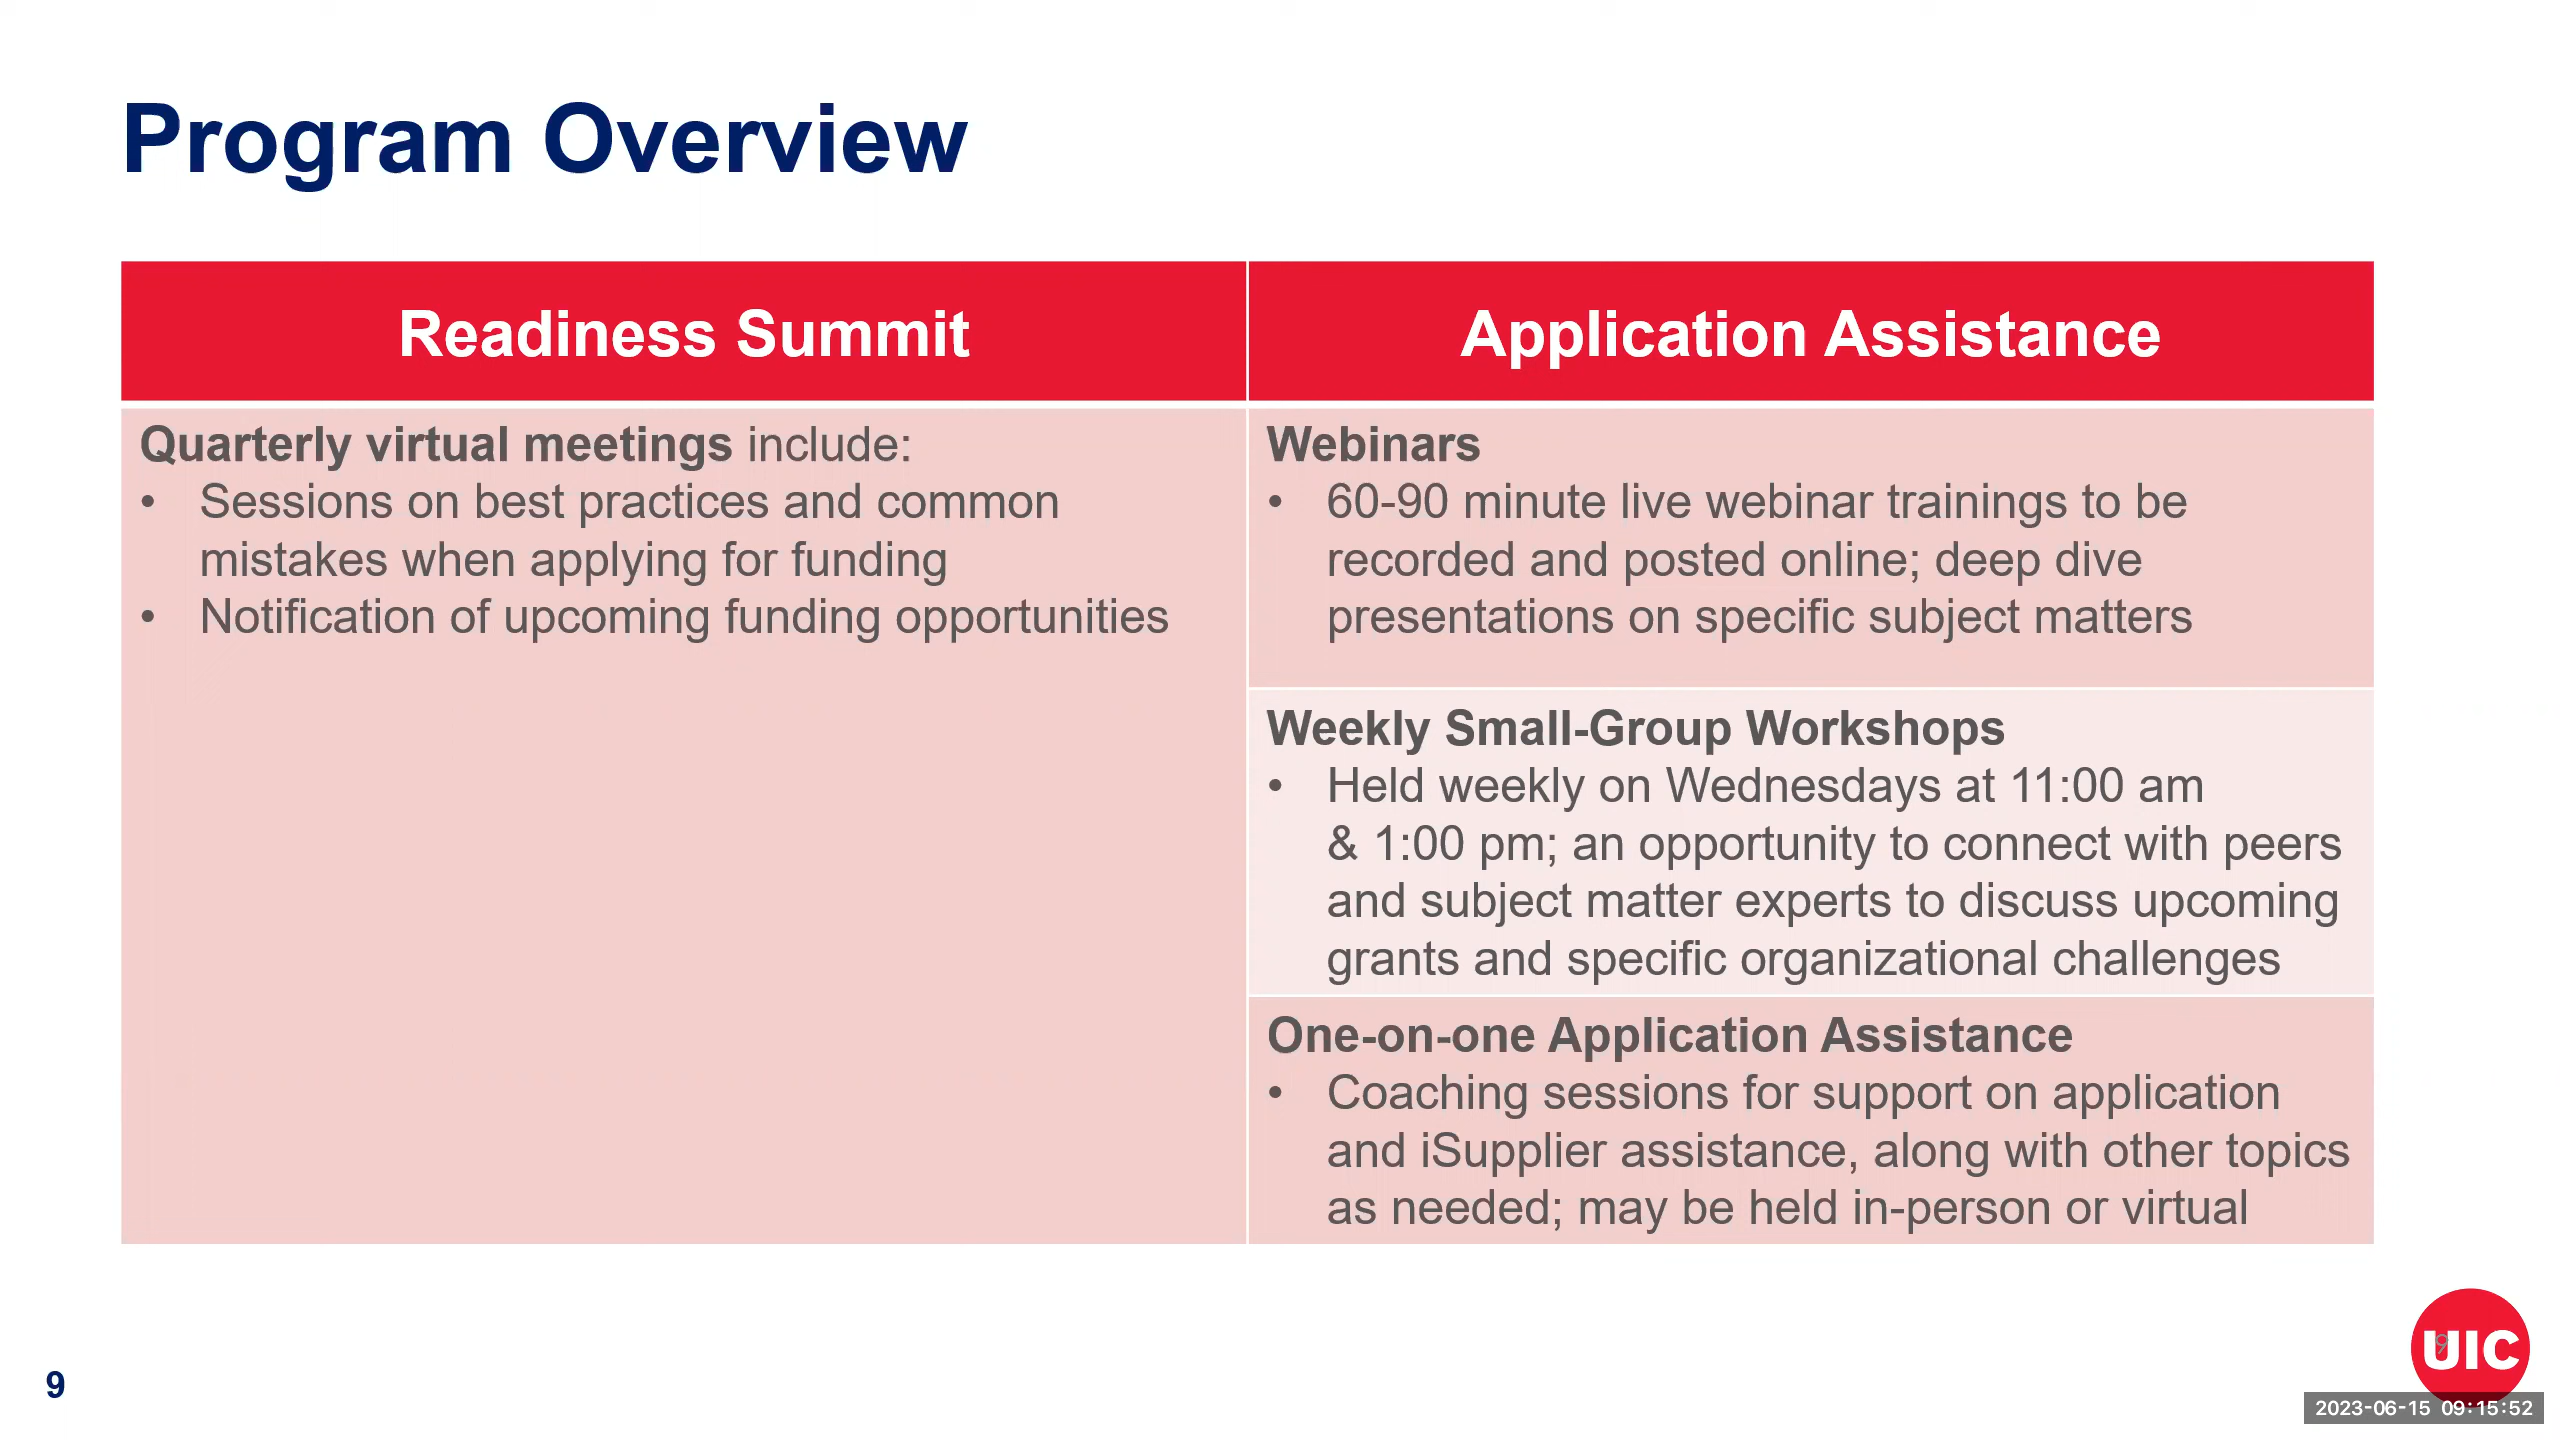 Program Overview
Readiness Summit
Quarterly virtual meetings include:
• Sessions on best practices and common
mistakes when applying for funding
• Notification of upcoming funding opportunities
Application Assistance
Webinars
• 60-90 minute live webinar trainings to be
recorded and posted online; deep dive
presentations on specific subject matters
Weekly Small-Group Workshops
• Held weekly on Wednesdays at 11:00 am
& 1:00 pm; an opportunity to connect with peers
and subject matter experts to discuss upcoming
grants and specific organizational challenges
One-on-one Application Assistance
• Coaching sessions for support on application
and iSupplier assistance, along with other topics
as needed; may be held in-person or virtual
9
UIC
9
2023-06-15 09:15:52